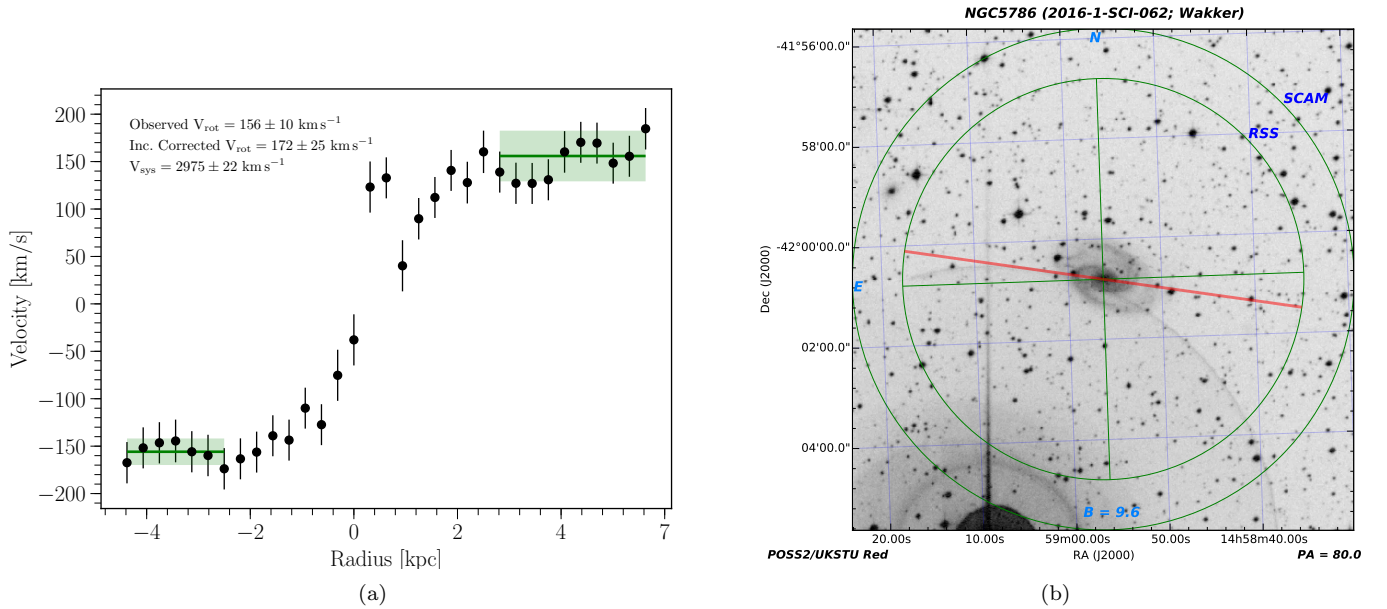 NGC5786 (2016-1-SCI-062; Wakker)
200
150
100
50
0
−50
−100
−150
−200
Velocity [km/s]
Observed V_rot = 156 ± 10 km s⁻¹
Inc. Corrected V_rot = 172 ± 25 km s⁻¹
V_sys = 2975 ± 22 km s⁻¹
−4
−2
0
2
4
7
Radius [kpc]
(a)
-41°56'00.0"
58'00.0"
-42°00'00.0"
02'00.0"
04'00.0"
Dec (J2000)
N
SCAM
RSS
E
B = 9.6
20.00s
10.00s
59m00.00s
50.00s
14h58m40.00s
POSS2/UKSTU Red
RA (J2000)
PA = 80.0
(b)